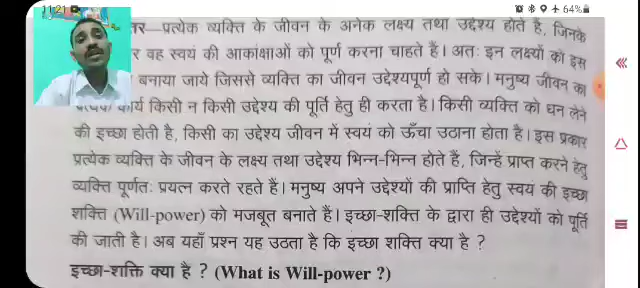 11:21
64%
तर—प्रत्येक व्यक्ति के जीवन के अनेक लक्ष्य तथा उद्देश्य होते है, जिनके
र वह स्वयं की आकांक्षाओं को पूर्ण करना चाहते है। अतः इन लक्ष्यों को इस
बनाया जाये जिससे व्यक्ति का जीवन उद्देश्यपूर्ण हो सके। मनुष्य जीवन का
प्रत्येक कार्य किसी न किसी उद्देश्य की पूर्ति हेतु ही करता है। किसी व्यक्ति को धन लेने
की इच्छा होती है, किसी का उद्देश्य जीवन में स्वयं को ऊँचा उठाना होता है। इस प्रकार
प्रत्येक व्यक्ति के जीवन के लक्ष्य तथा उद्देश्य भिन्न-भिन्न होते हैं, जिन्हें प्राप्त करने हेतु
व्यक्ति पूर्णतः प्रयत्न करते रहते हैं। मनुष्य अपने उद्देश्यों की प्राप्ति हेतु स्वयं की इच्छा
शक्ति (Will-power) को मजबूत बनाते हैं। इच्छा-शक्ति के द्वारा ही उद्देश्यों को पूर्ति
की जाती है। अब यहाँ प्रश्न यह उठता है कि इच्छा शक्ति क्या है ?
इच्छा-शक्ति क्या है ? (What is Will-power ?)